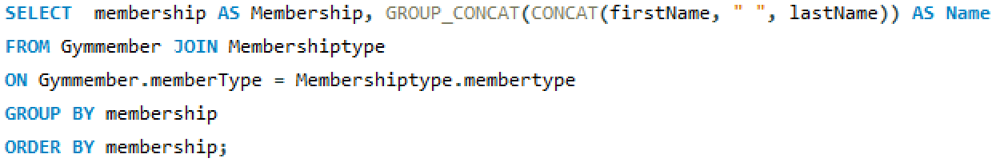 SELECT  membership AS Membership, GROUP_CONCAT(CONCAT(firstName, " ", lastName)) AS Name
FROM Gymmember JOIN Membershiptype
ON Gymmember.memberType = Membershiptype.membertype
GROUP BY membership
ORDER BY membership;